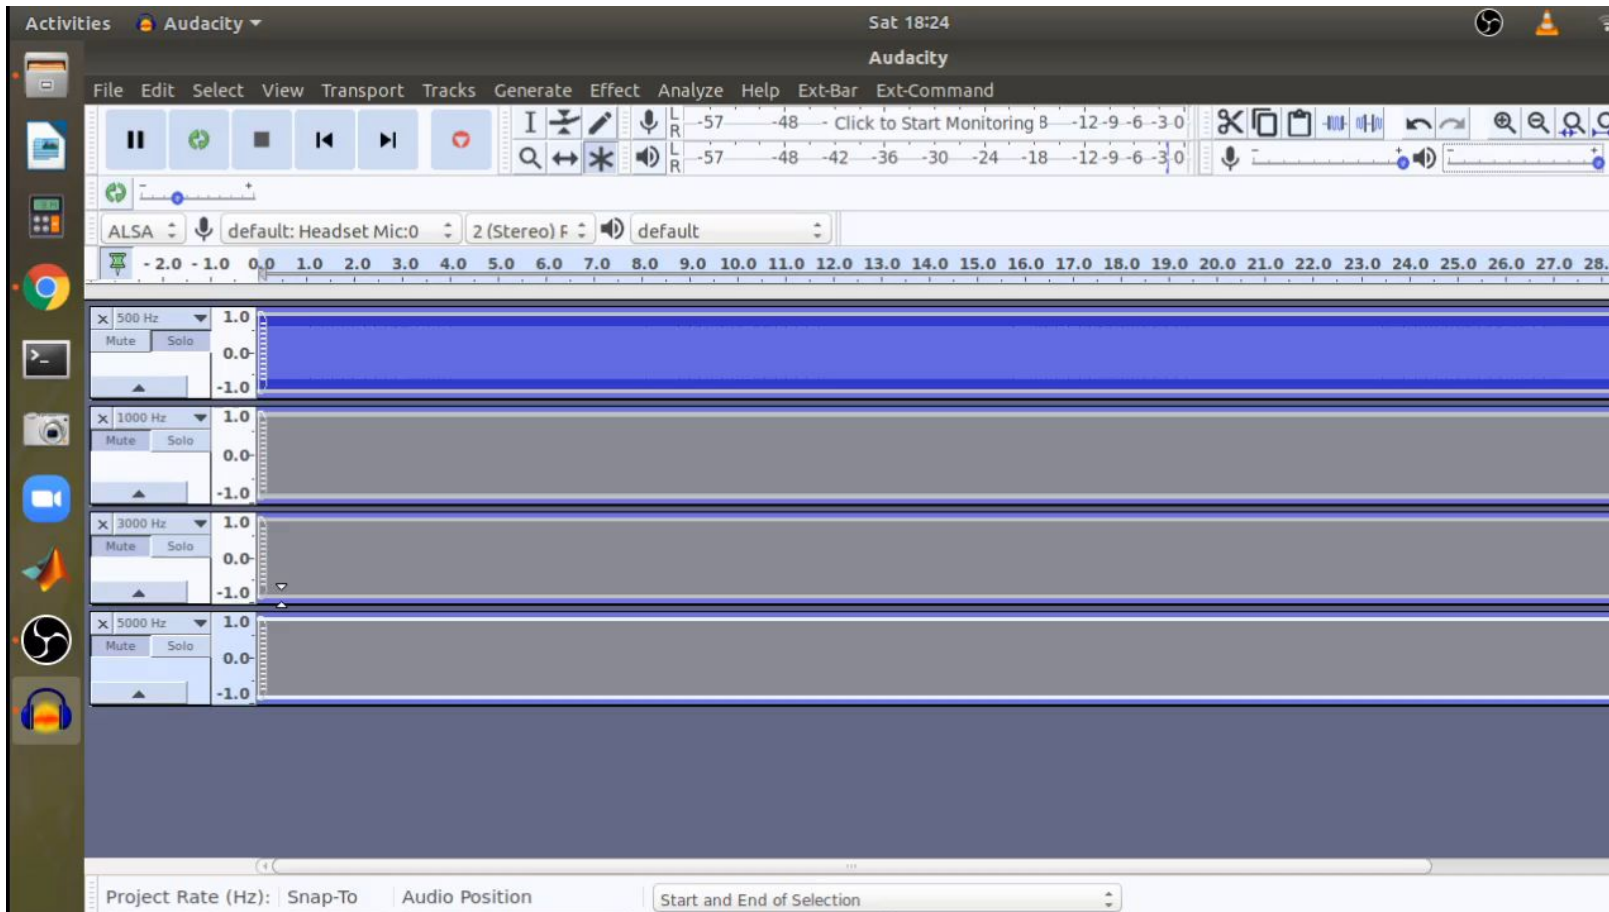 Activities Audacity Sat 18:24
Audacity
File Edit Select View Transport Tracks Generate Effect Analyze Help Ext-Bar Ext-Command
L R -57 -48 - Click to Start Monitoring 8 -12 -9 -6 -3 0
L R -57 -48 -42 -36 -30 -24 -18 -12 -9 -6 -3 0
ALSA default: Headset Mic:0 2 (Stereo) default
- 2.0 - 1.0 0.0 1.0 2.0 3.0 4.0 5.0 6.0 7.0 8.0 9.0 10.0 11.0 12.0 13.0 14.0 15.0 16.0 17.0 18.0 19.0 20.0 21.0 22.0 23.0 24.0 25.0 26.0 27.0 28.
x 500 Hz 1.0
Mute Solo
0.0
-1.0
x 1000 Hz 1.0
Mute Solo
0.0
-1.0
x 3000 Hz 1.0
Mute Solo
0.0
-1.0
x 5000 Hz 1.0
Mute Solo
0.0
-1.0
Project Rate (Hz): Snap-To Audio Position Start and End of Selection